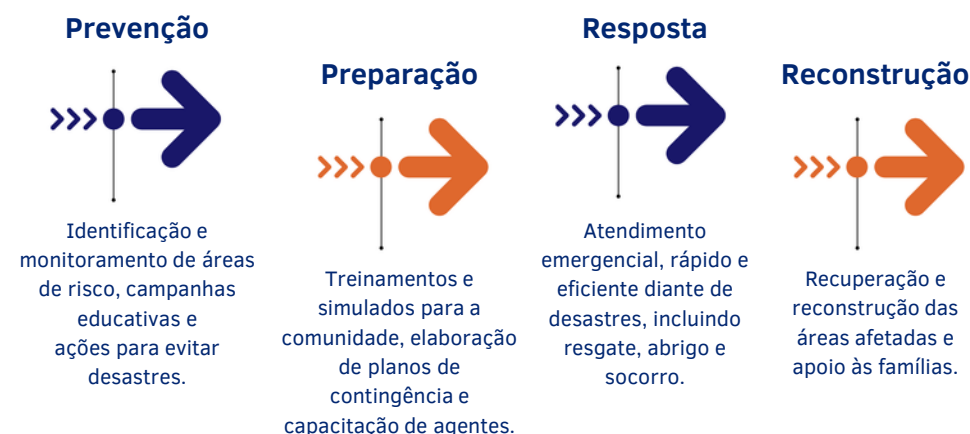 Prevenção
Identificação e
monitoramento de áreas
de risco, campanhas
educativas e
ações para evitar
desastres.
Preparação
Treinamentos e
simulados para a
comunidade, elaboração
de planos de
contingência e
capacitação de agentes.
Resposta
Atendimento
emergencial, rápido e
eficiente diante de
desastres, incluindo
resgate, abrigo e
socorro.
Reconstrução
Recuperação e
reconstrução das
áreas afetadas e
apoio às famílias.